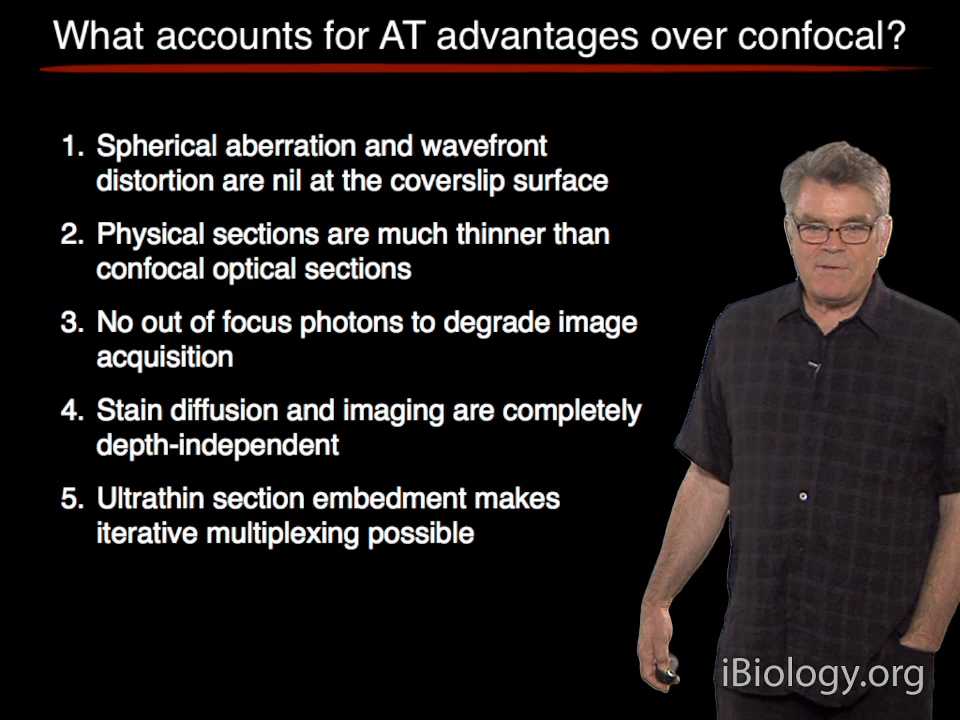 What accounts for AT advantages over confocal?
1. Spherical aberration and wavefront
distortion are nil at the coverslip surface
2. Physical sections are much thinner than
confocal optical sections
3. No out of focus photons to degrade image
acquisition
4. Stain diffusion and imaging are completely
depth-independent
5. Ultrathin section embedment makes
iterative multiplexing possible
iBiology.org